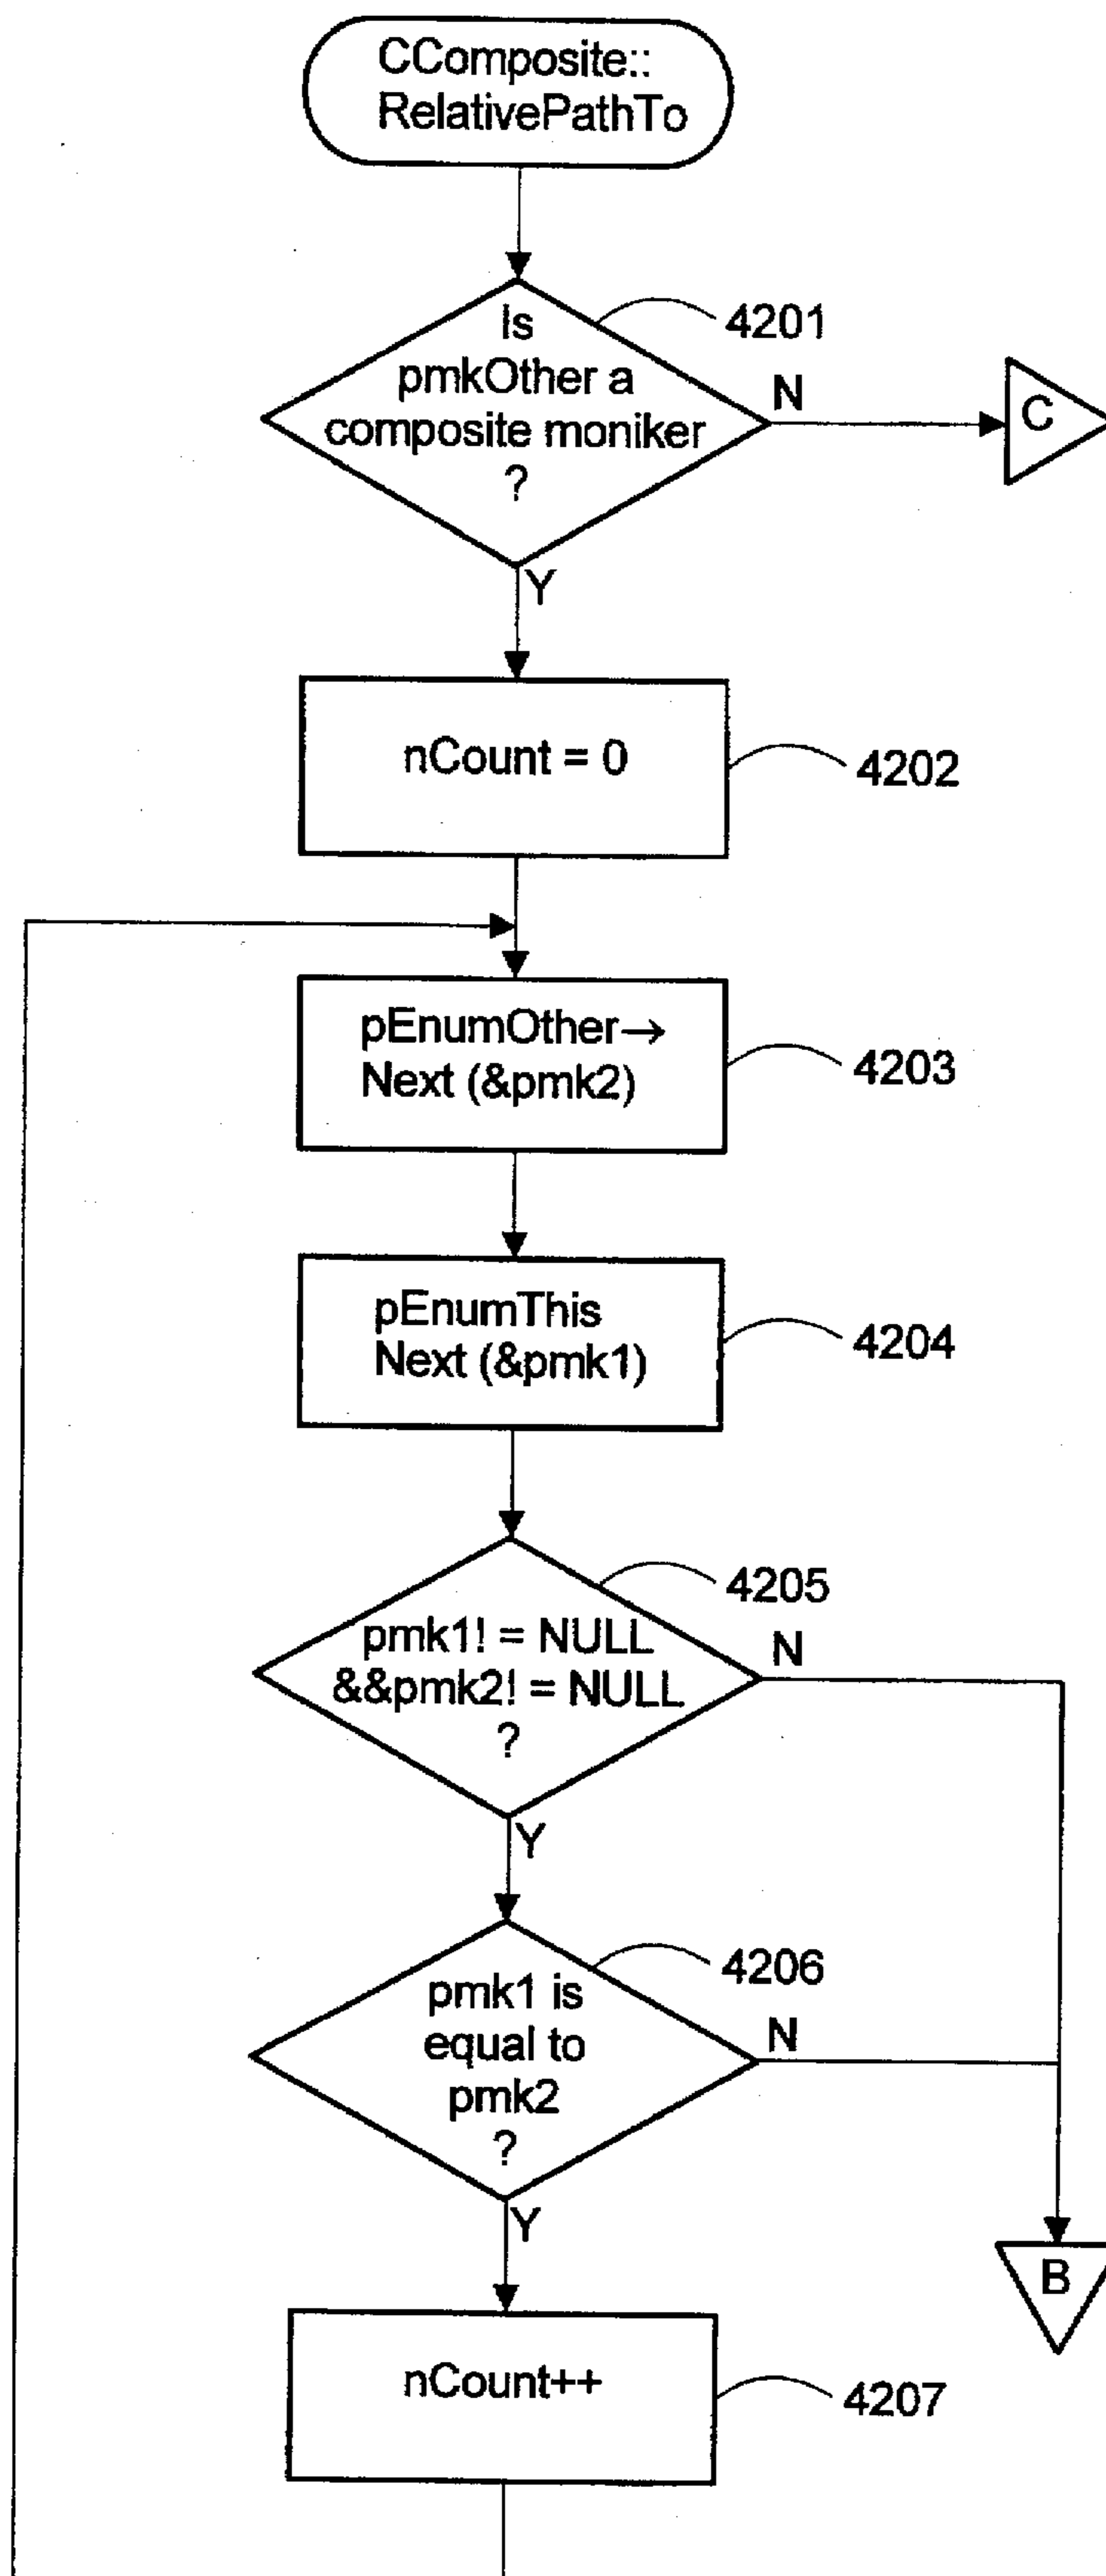 CComposite::
RelativePathTo
Is
pmkOther a
composite moniker
?
4201
N
C
Y
nCount = 0
4202
pEnumOther→
Next (&pmk2)
4203
pEnumThis
Next (&pmk1)
4204
pmk1! = NULL
&&pmk2! = NULL
?
4205
N
Y
pmk1 is
equal to
pmk2
?
4206
N
Y
B
nCount++
4207